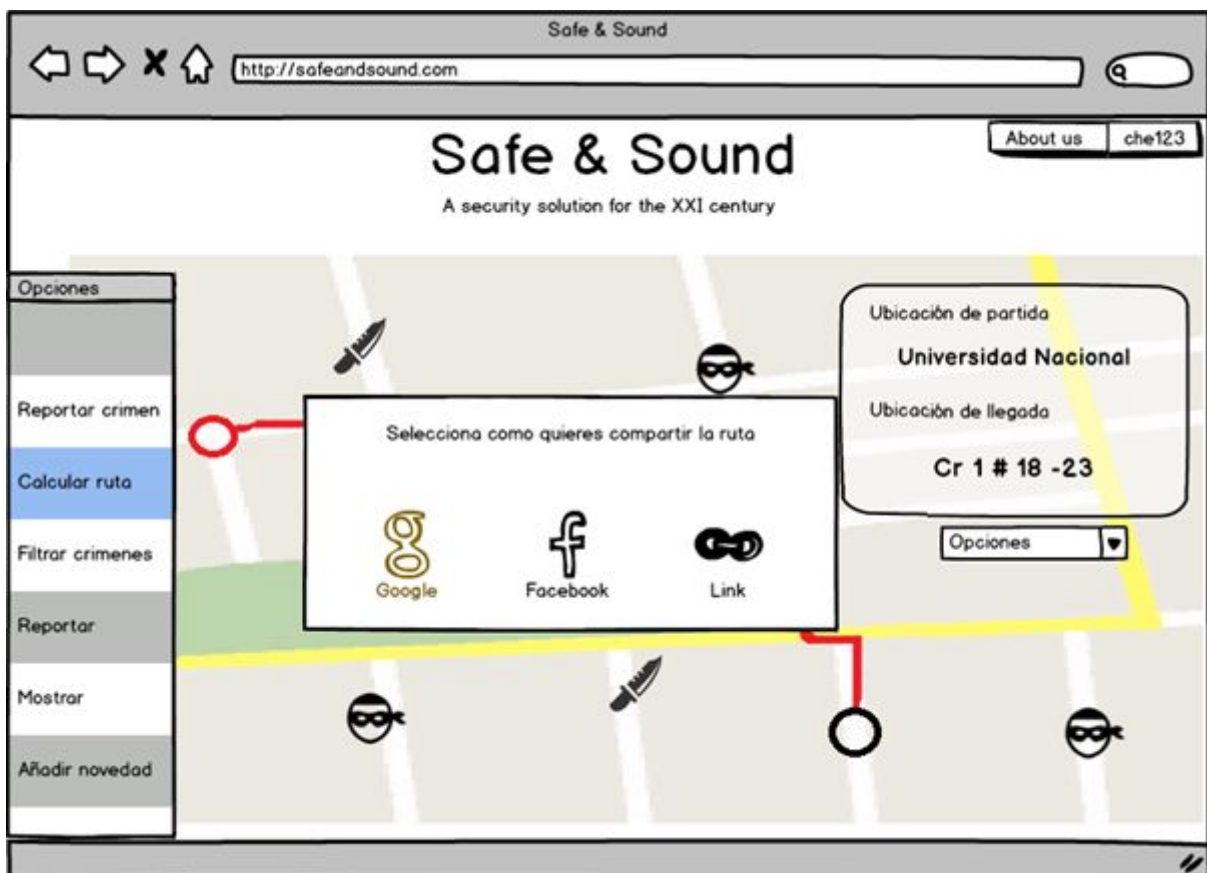 Safe & Sound
http://safeandsound.com
About us
che123
Safe & Sound
A security solution for the XXI century
Opciones
Reportar crimen
Calcular ruta
Filtrar crimenes
Reportar
Mostrar
Añadir novedad
Selecciona como quieres compartir la ruta
Google
Facebook
Link
Ubicación de partida
Universidad Nacional
Ubicación de llegada
Cr 1 # 18 -23
Opciones